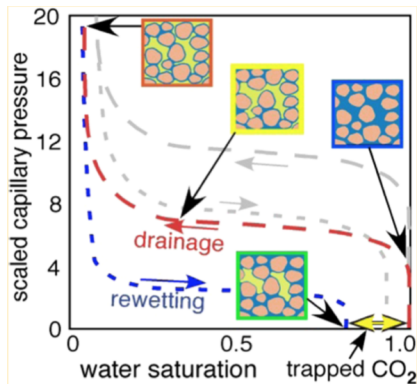 20
16
12
8
4
0
scaled capillary pressure
drainage
rewetting
0
0.5
1.0
water saturation
trapped CO₂